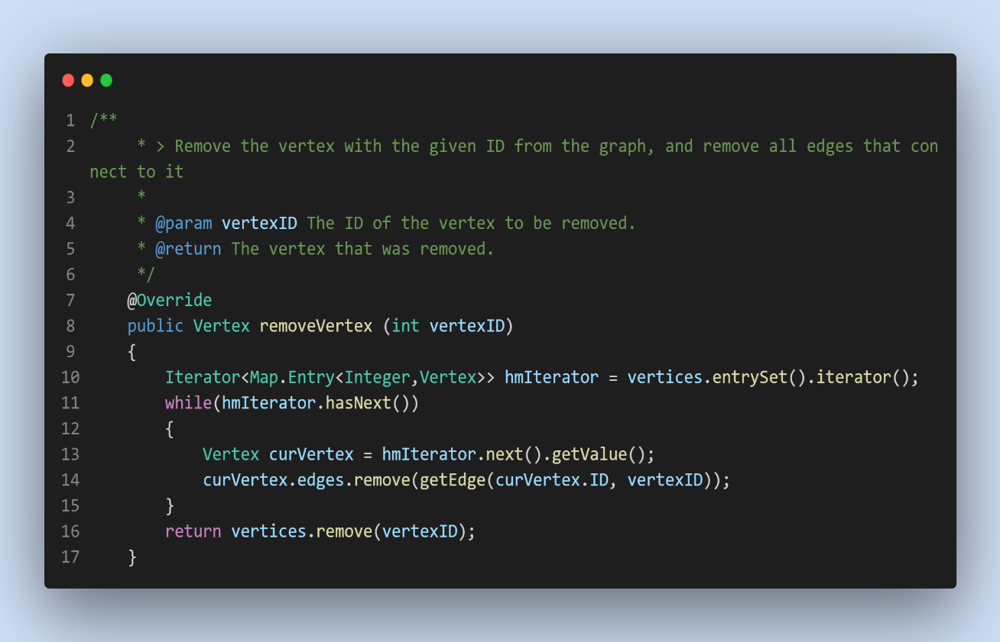 1 /**
2      * > Remove the vertex with the given ID from the graph, and remove all edges that con
nect to it
3      *
4      * @param vertexID The ID of the vertex to be removed.
5      * @return The vertex that was removed.
6      */
7     @Override
8     public Vertex removeVertex (int vertexID)
9     {
10         Iterator<Map.Entry<Integer,Vertex>> hmIterator = vertices.entrySet().iterator();
11         while(hmIterator.hasNext())
12         {
13             Vertex curVertex = hmIterator.next().getValue();
14             curVertex.edges.remove(getEdge(curVertex.ID, vertexID));
15         }
16         return vertices.remove(vertexID);
17     }